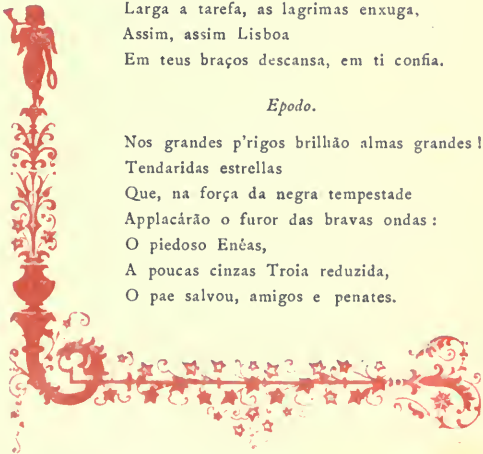 Larga a tarefa, as lagrimas enxuga,
Assim, assim Lisboa
Em teus braços descansa, em ti confia.
Epodo.
Nos grandes p'rigos brilhão almas grandes!
Tendaridas estrellas
Que, na força da negra tempestade
Applacárão o furor das bravas ondas:
O piedoso Enéas,
A poucas cinzas Troia reduzida,
O pae salvou, amigos e penates.